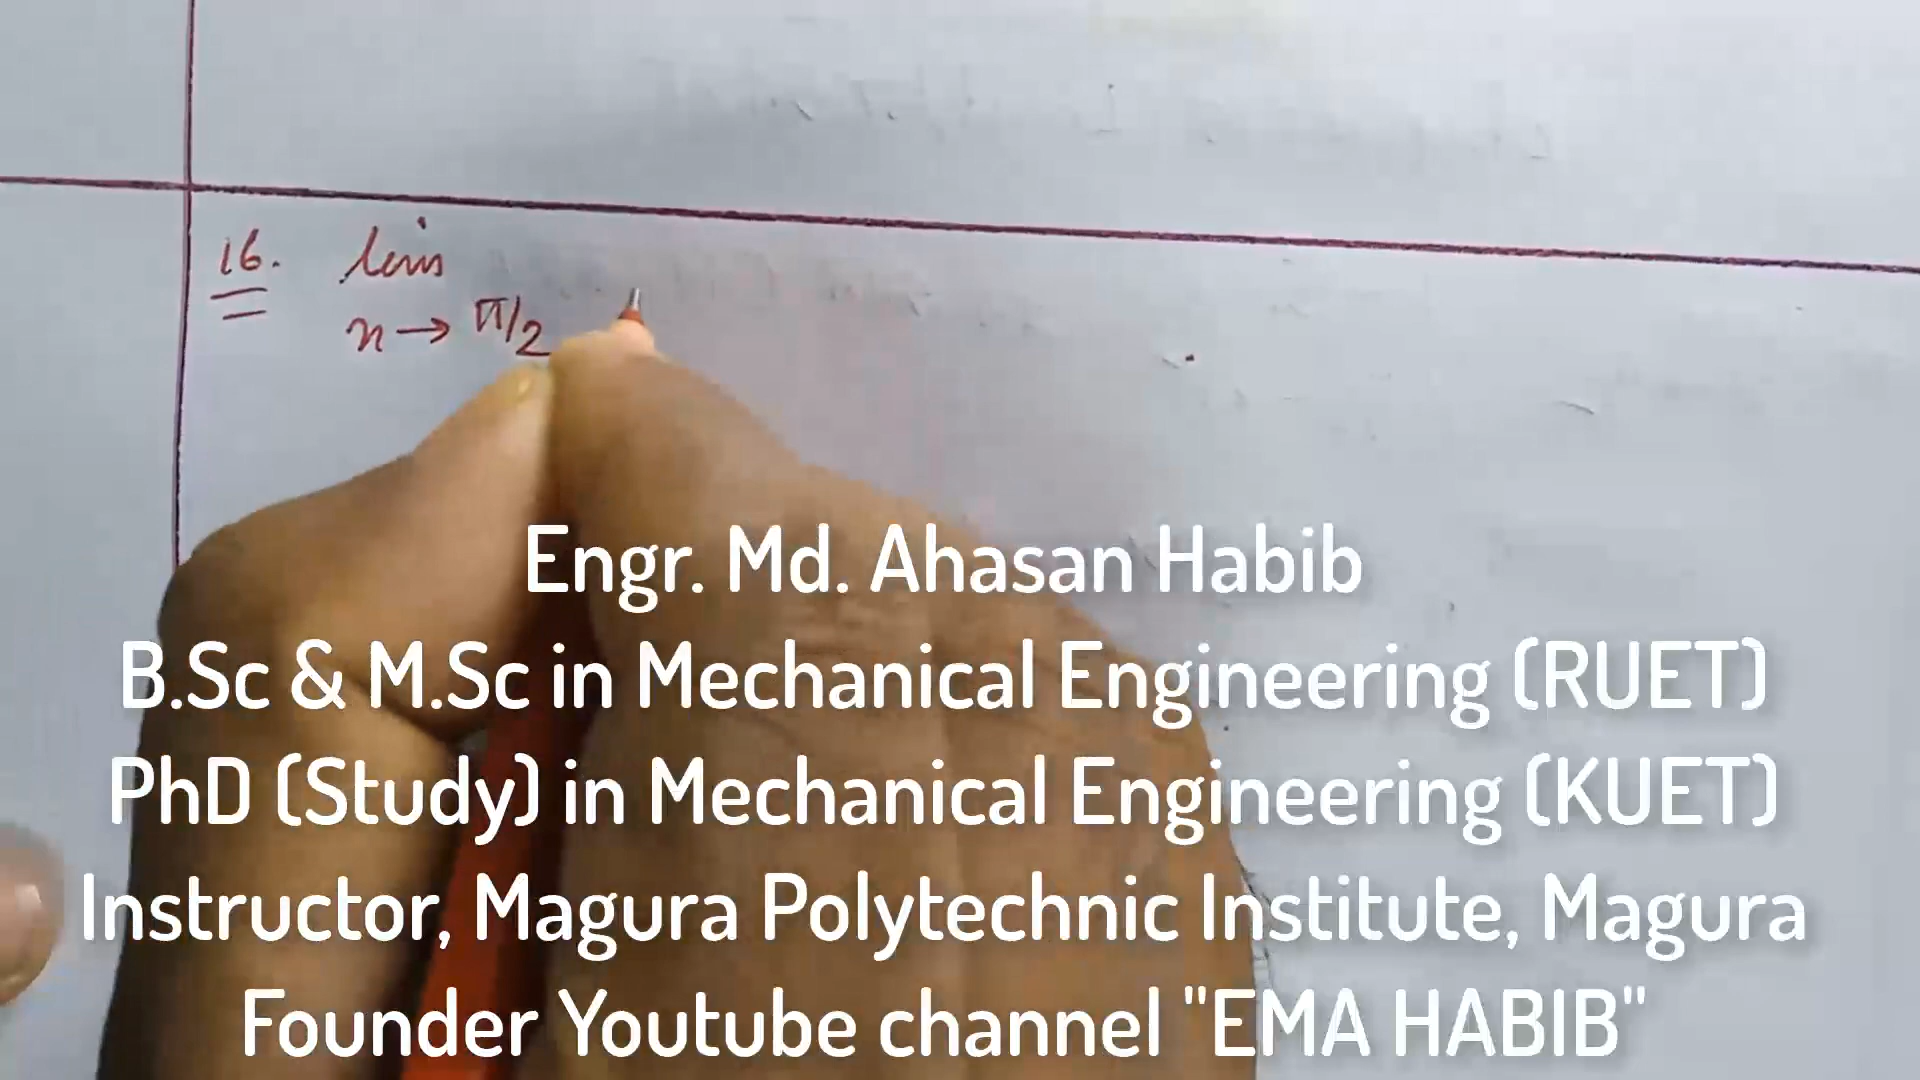 16. lim
x → π/2
Engr. Md. Ahasan Habib
B.Sc & M.Sc in Mechanical Engineering (RUET)
PhD (Study) in Mechanical Engineering (KUET)
Instructor, Magura Polytechnic Institute, Magura
Founder Youtube channel "EMA HABIB"